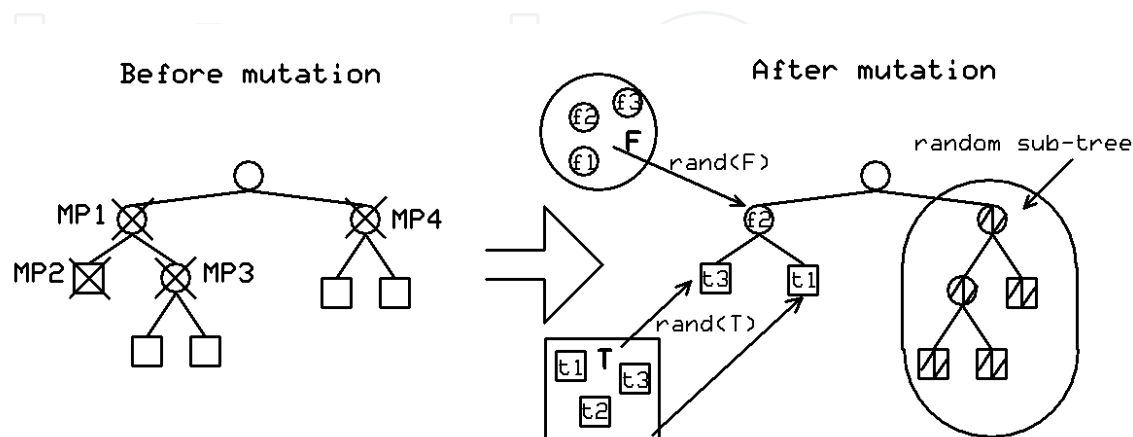 Before mutation
After mutation
f3
f2
F
f1
rand(F)
random sub-tree
MP1
MP4
f2
MP2
MP3
t3
t1
rand(T)
T
t1
t3
t2